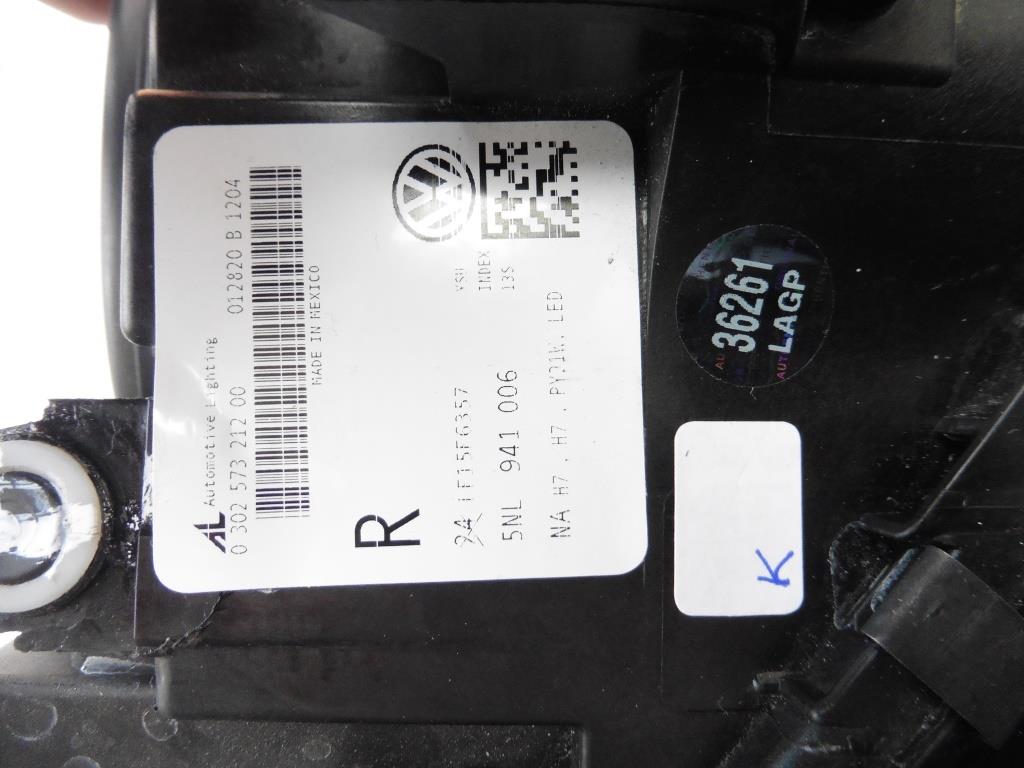 AL Automotive Lighting
0 302 573 212 00 012820 B 1204
MADE IN MEXICO
R
VSU
INDEX
13S
5NL 941 006
NA H7, H7, PY21W, LED
36261
LAGP
K